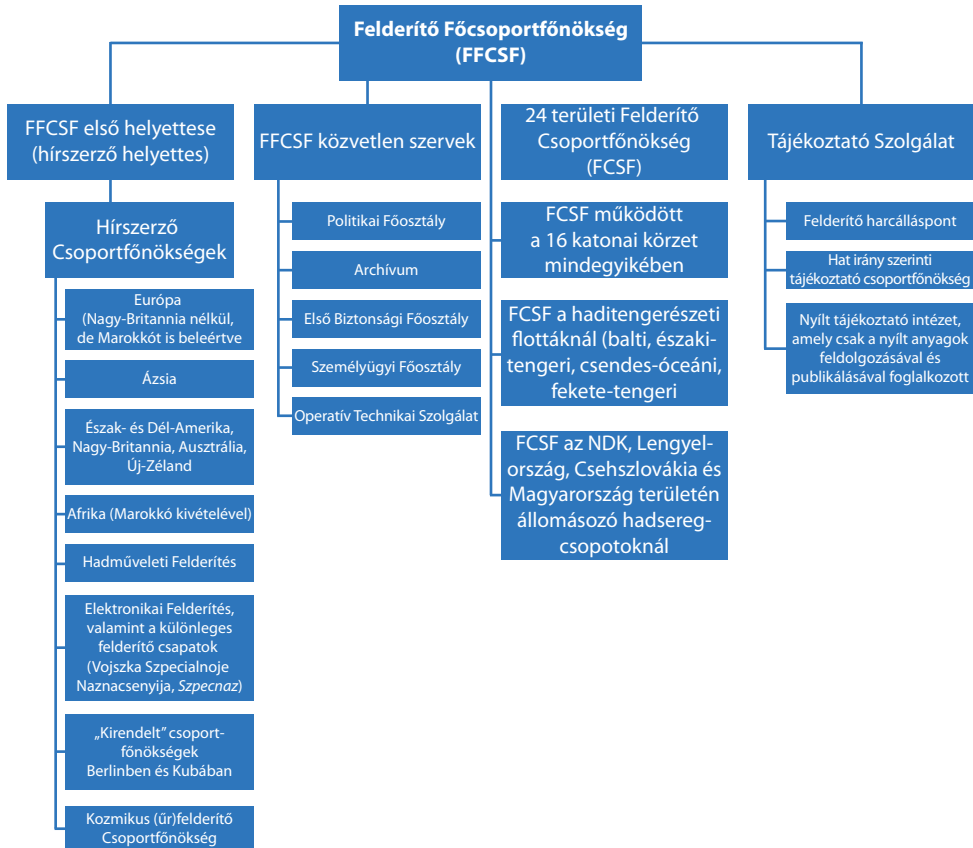 Felderítő Főcsoportfőnökség
(FFCSF)
FFCSF első helyettese
(hírszerző helyettes)
Hírszerző
Csoportfőnökségek
Európa
(Nagy-Britannia nélkül,
de Marokkót is beleértve
Ázsia
Észak- és Dél-Amerika,
Nagy-Britannia, Ausztrália,
Új-Zéland
Afrika (Marokkó kivételével)
Hadműveleti Felderítés
Elektronikai Felderítés,
valamint a különleges
felderítő csapatok
(Vojszka Szpecialnoje
Naznacsenyija, Szpecnaz)
„Kirendelt” csoport-
főnökségek
Berlinben és Kubában
Kozmikus (űr)felderítő
Csoportfőnökség
FFCSF közvetlen szervek
Politikai Főosztály
Archívum
Első Biztonsági Főosztály
Személyügyi Főosztály
Operatív Technikai Szolgálat
24 területi Felderítő
Csoportfőnökség
(FCSF)
FCSF működött
a 16 katonai körzet
mindegyikében
FCSF a haditengerészeti
flottáknál (balti, északi-
tengeri, csendes-óceáni,
fekete-tengeri
FCSF az NDK, Lengyel-
ország, Csehszlovákia és
Magyarország területén
állomásozó hadsereg-
csopotoknál
Tájékoztató Szolgálat
Felderítő harcálláspont
Hat irány szerinti
tájékoztató csoportfőnökség
Nyílt tájékoztató intézet,
amely csak a nyílt anyagok
feldolgozásával és
publikálásával foglalkozott